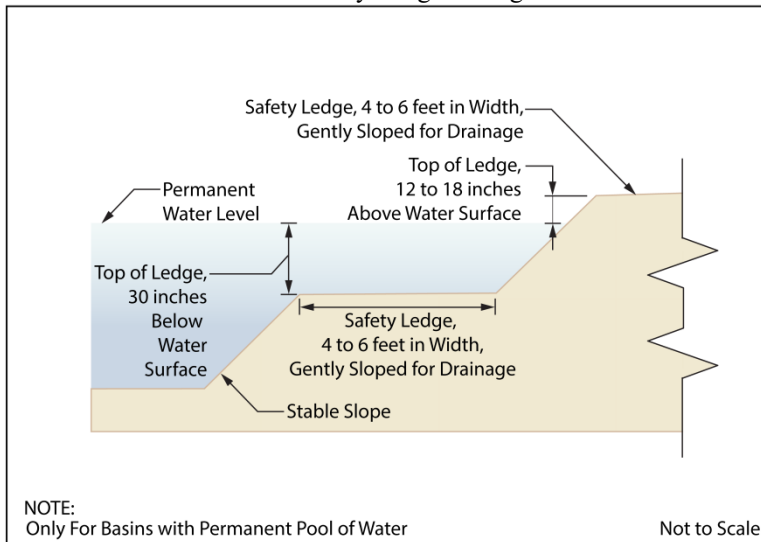 Safety Ledge, 4 to 6 feet in Width,
Gently Sloped for Drainage
Top of Ledge,
12 to 18 inches
Above Water Surface
Permanent
Water Level
Top of Ledge,
30 inches
Below
Water
Surface
Safety Ledge,
4 to 6 feet in Width,
Gently Sloped for Drainage
Stable Slope
NOTE:
Only For Basins with Permanent Pool of Water
Not to Scale